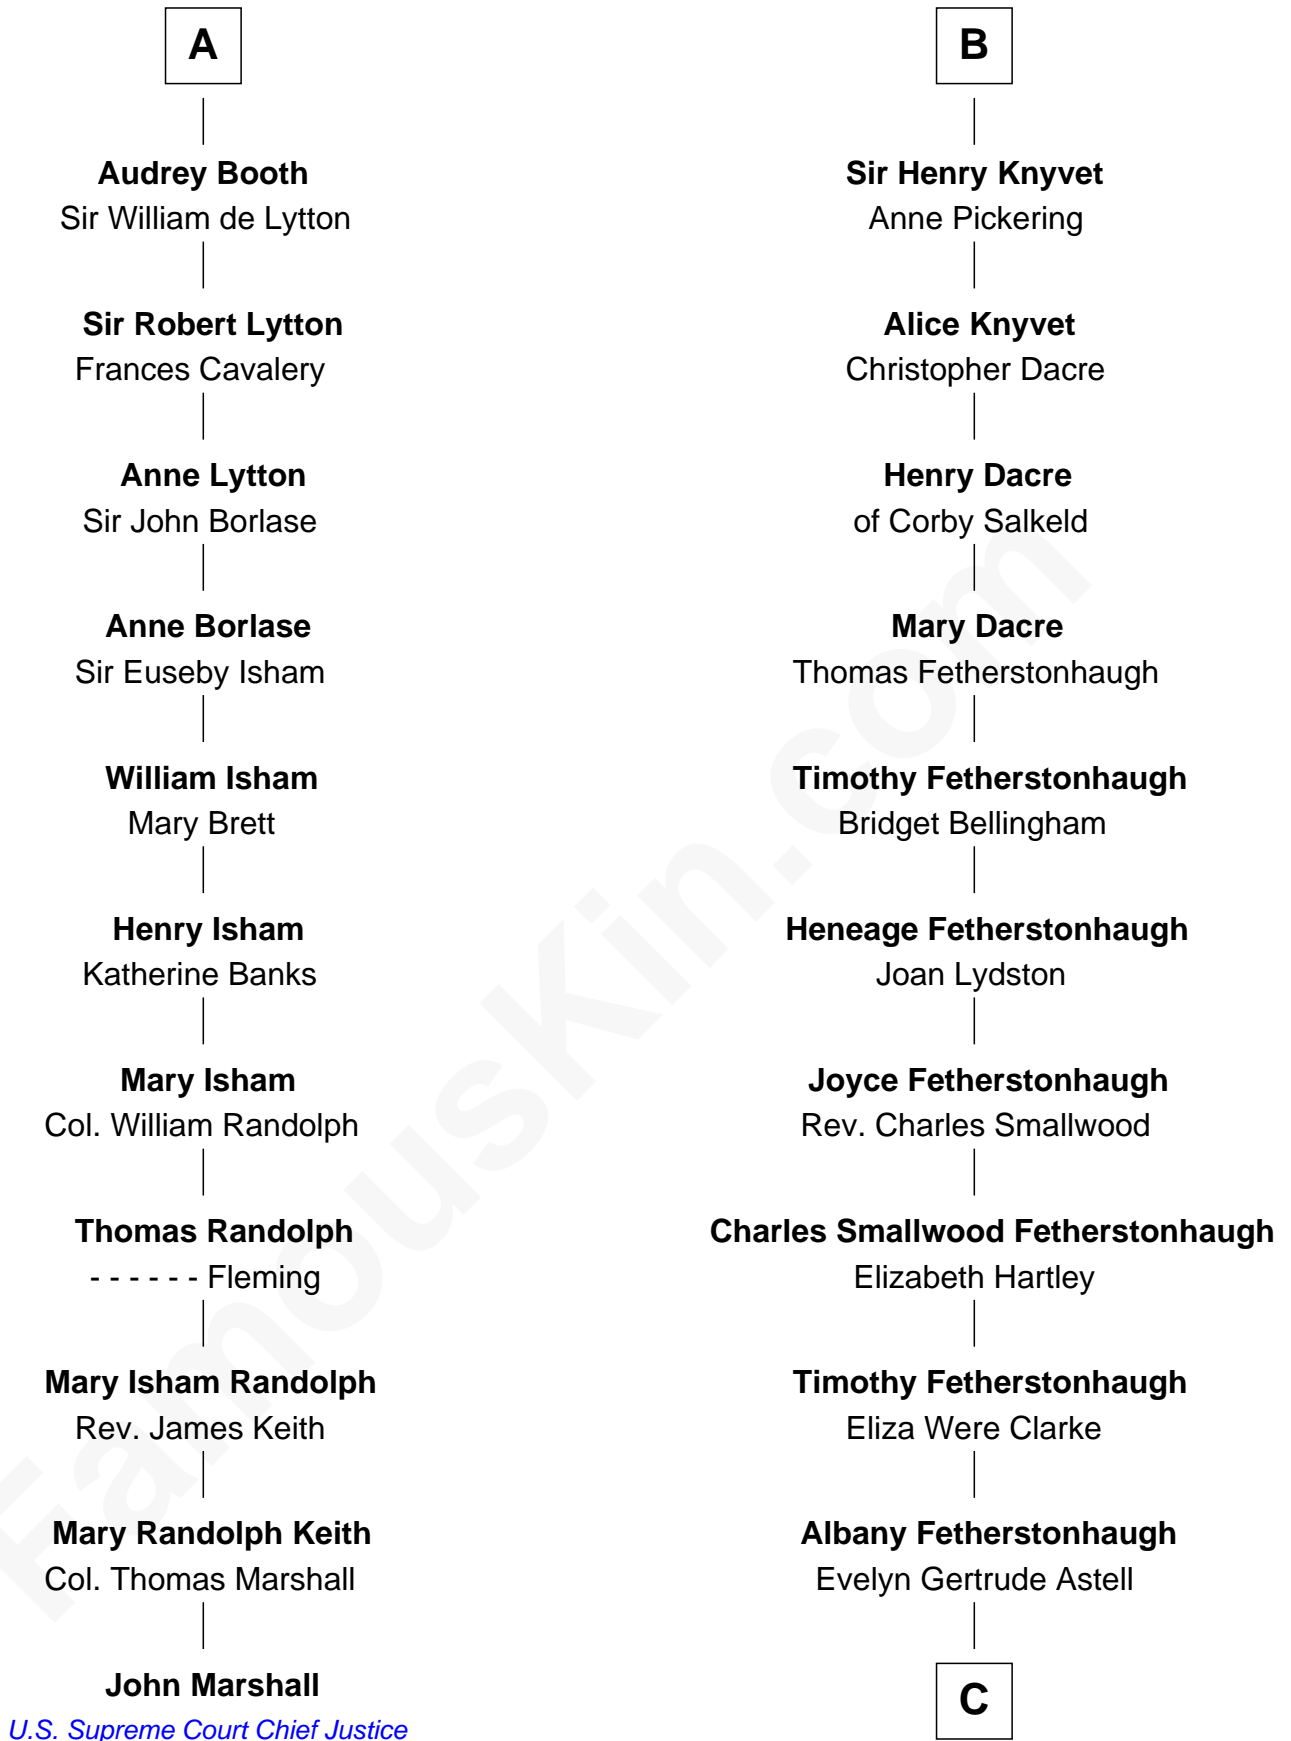 A
Audrey Booth
Sir William de Lytton
Sir Robert Lytton
Frances Cavalery
Anne Lytton
Sir John Borlase
Anne Borlase
Sir Euseby Isham
William Isham
Mary Brett
Henry Isham
Katherine Banks
Mary Isham
Col. William Randolph
Thomas Randolph
- - - - - - Fleming
Mary Isham Randolph
Rev. James Keith
Mary Randolph Keith
Col. Thomas Marshall
John Marshall
U.S. Supreme Court Chief Justice
B
Sir Henry Knyvet
Anne Pickering
Alice Knyvet
Christopher Dacre
Henry Dacre
of Corby Salkeld
Mary Dacre
Thomas Fetherstonhaugh
Timothy Fetherstonhaugh
Bridget Bellingham
Heneage Fetherstonhaugh
Joan Lydston
Joyce Fetherstonhaugh
Rev. Charles Smallwood
Charles Smallwood Fetherstonhaugh
Elizabeth Hartley
Timothy Fetherstonhaugh
Eliza Were Clarke
Albany Fetherstonhaugh
Evelyn Gertrude Astell
C
FamousKin.com